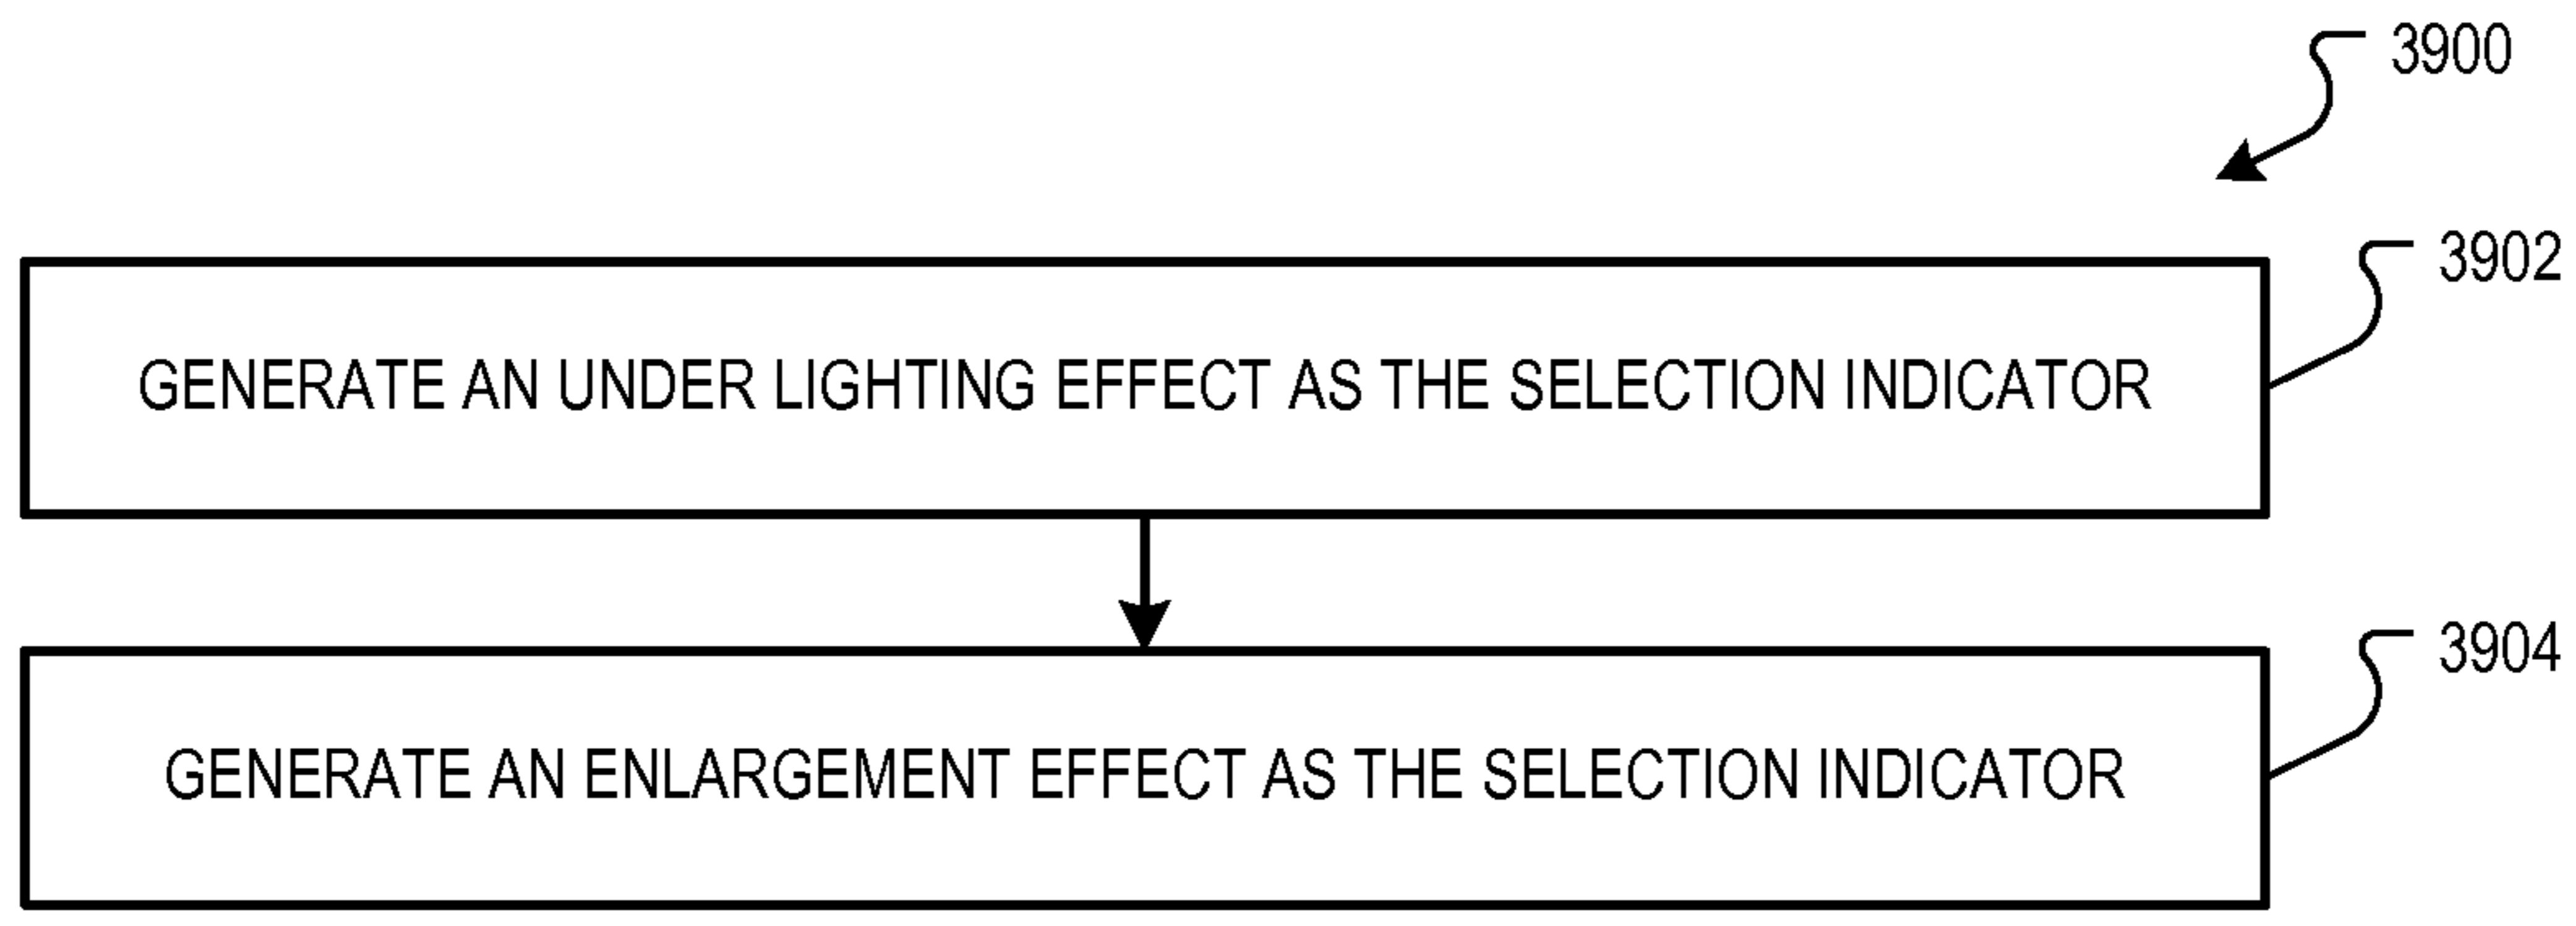 3900
3902
GENERATE AN UNDER LIGHTING EFFECT AS THE SELECTION INDICATOR
3904
GENERATE AN ENLARGEMENT EFFECT AS THE SELECTION INDICATOR